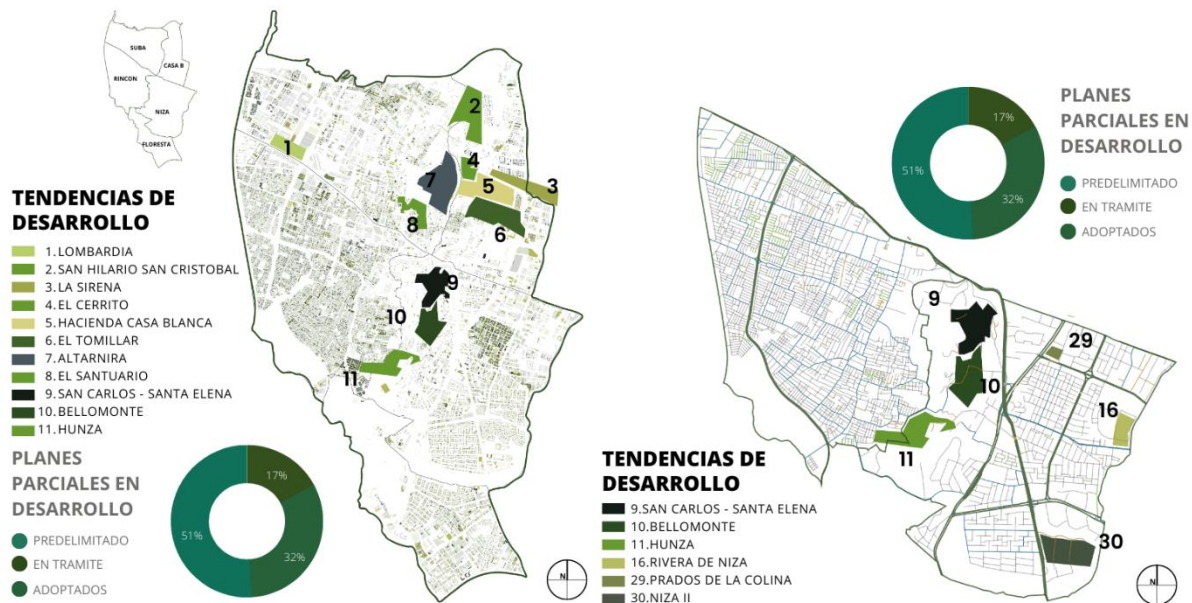 SUBA
CASA B
RINCON
NIZA
FLORESTA
TENDENCIAS DE
DESARROLLO
1.LOMBARDIA
2.SAN HILARIO SAN CRISTOBAL
3.LA SIRENA
4.EL CERRITO
5.HACIENDA CASA BLANCA
6.EL TOMILLAR
7.ALTARNIRA
8.EL SANTUARIO
9.SAN CARLOS - SANTA ELENA
10.BELLOMONTE
11.HUNZA
PLANES
PARCIALES EN
DESARROLLO
PREDELIMITADO
EN TRAMITE
ADOPTADOS
17%
51%
32%
1
2
4
7
5
3
8
6
9
10
11
N
PLANES
PARCIALES EN
DESARROLLO
PREDELIMITADO
EN TRAMITE
ADOPTADOS
17%
51%
32%
9
29
10
16
11
30
TENDENCIAS DE
DESARROLLO
9.SAN CARLOS - SANTA ELENA
10.BELLOMONTE
11.HUNZA
16.RIVERA DE NIZA
29.PRADOS DE LA COLINA
30.NIZA II
N